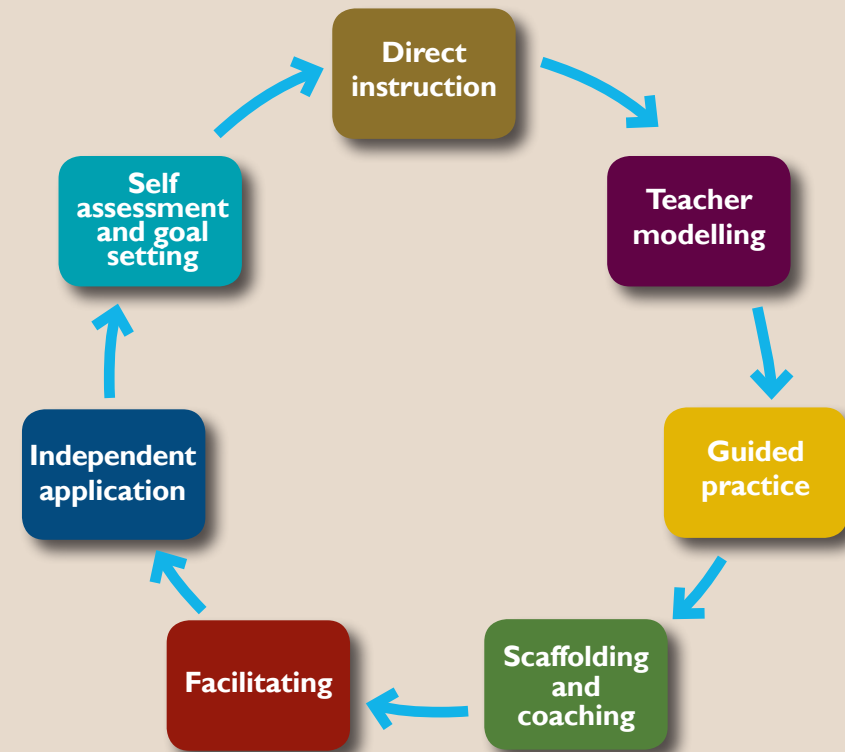 Direct
instruction
Teacher
modelling
Guided
practice
Scaffolding
and
coaching
Facilitating
Independent
application
Self
assessment
and goal
setting